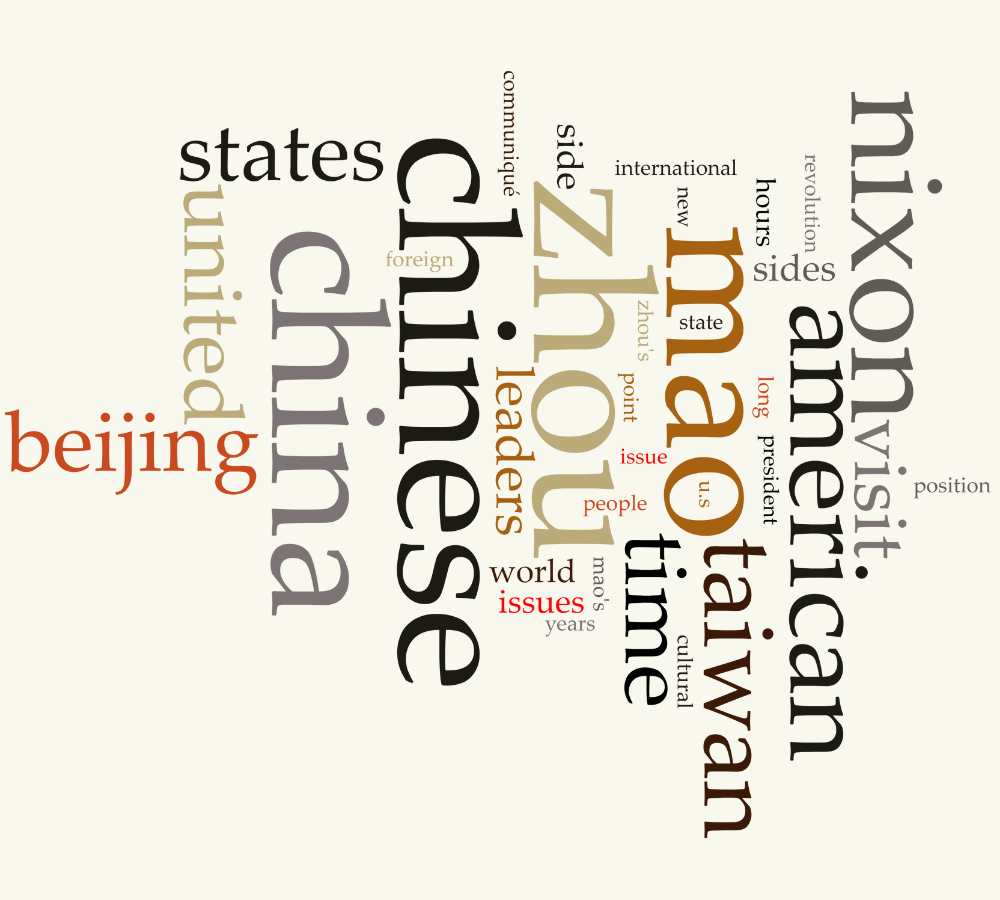 states
united
beijing
china
chinese
foreign
communiqué
side
zhou
leaders
world
issues
years
international
new
zhou's
point
issue
people
mao's
mao
state
u.s
time
cultural
taiwan
hours
sides
long
president
revolution
american
nixon
visit
position